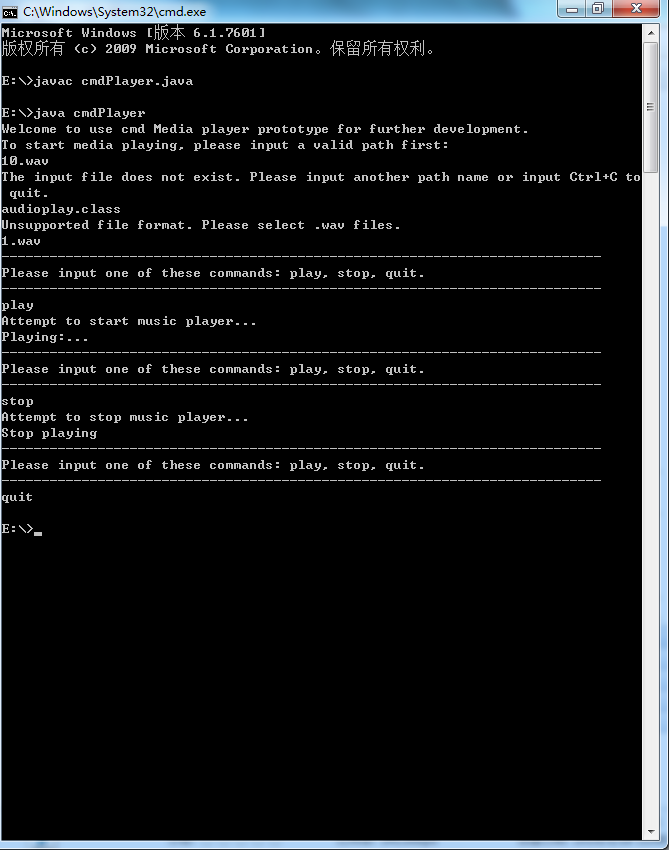 C:\Windows\System32\cmd.exe
Microsoft Windows [版本 6.1.7601]
版权所有 (c) 2009 Microsoft Corporation。保留所有权利。
E:\>javac cmdPlayer.java
E:\>java cmdPlayer
Welcome to use cmd Media player prototype for further development.
To start media playing, please input a valid path first:
10.wav
The input file does not exist. Please input another path name or input Ctrl+C to
quit.
audioplay.class
Unsupported file format. Please select .wav files.
1.wav
---------------------------------------------------------------------------
Please input one of these commands: play, stop, quit.
---------------------------------------------------------------------------
play
Attempt to start music player...
Playing:...
---------------------------------------------------------------------------
Please input one of these commands: play, stop, quit.
---------------------------------------------------------------------------
stop
Attempt to stop music player...
Stop playing
---------------------------------------------------------------------------
Please input one of these commands: play, stop, quit.
---------------------------------------------------------------------------
quit
E:\>